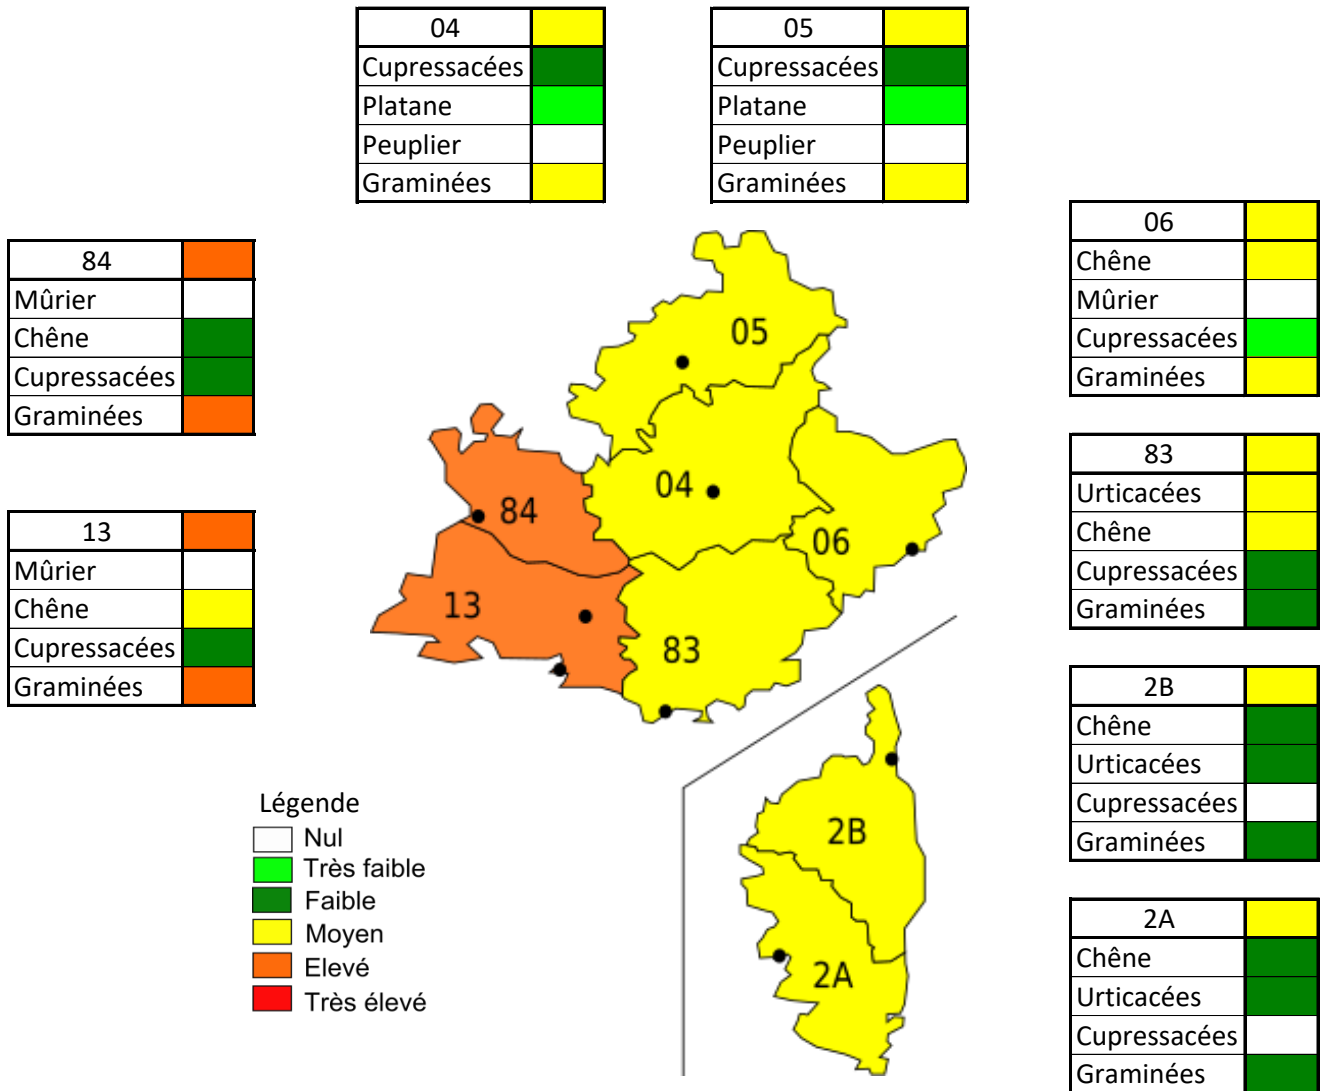 04
Cupressacées
Platane
Peuplier
Graminées
05
Cupressacées
Platane
Peuplier
Graminées
06
Chêne
Mûrier
Cupressacées
Graminées
84
Mûrier
Chêne
Cupressacées
Graminées
83
Urticacées
Chêne
Cupressacées
Graminées
13
Mûrier
Chêne
Cupressacées
Graminées
2B
Chêne
Urticacées
Cupressacées
Graminées
2A
Chêne
Urticacées
Cupressacées
Graminées
05
04
84
06
13
83
2B
2A
Légende
Nul
Très faible
Faible
Moyen
Elevé
Très élevé